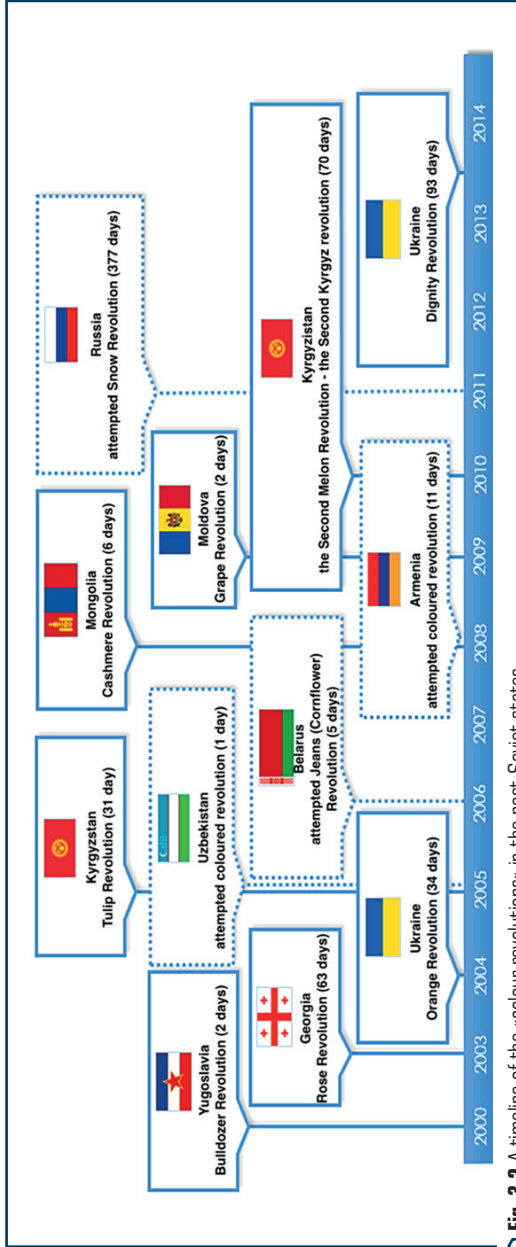 Kyrgyzstan
Tulip Revolution (31 day)
Mongolia
Cashmere Revolution (6 days)
Russia
attempted Snow Revolution (377 days)
Yugoslavia
Bulldozer Revolution (2 days)
Uzbekistan
attempted coloured revolution (1 day)
Moldova
Grape Revolution (2 days)
Georgia
Rose Revolution (63 days)
Belarus
attempted Jeans (Cornflower)
Revolution (5 days)
Kyrgyzistan
the Second Melon Revolution - the Second Kyrgyz revolution (70 days)
Ukraine
Orange Revolution (34 days)
Armenia
attempted coloured revolution (11 days)
Ukraine
Dignity Revolution (93 days)
2000 2003 2004 2005 2006 2007 2008 2009 2010 2011 2012 2013 2014
Fig. 3.2 A timeline of the «colour revolutions» in the post-Soviet states